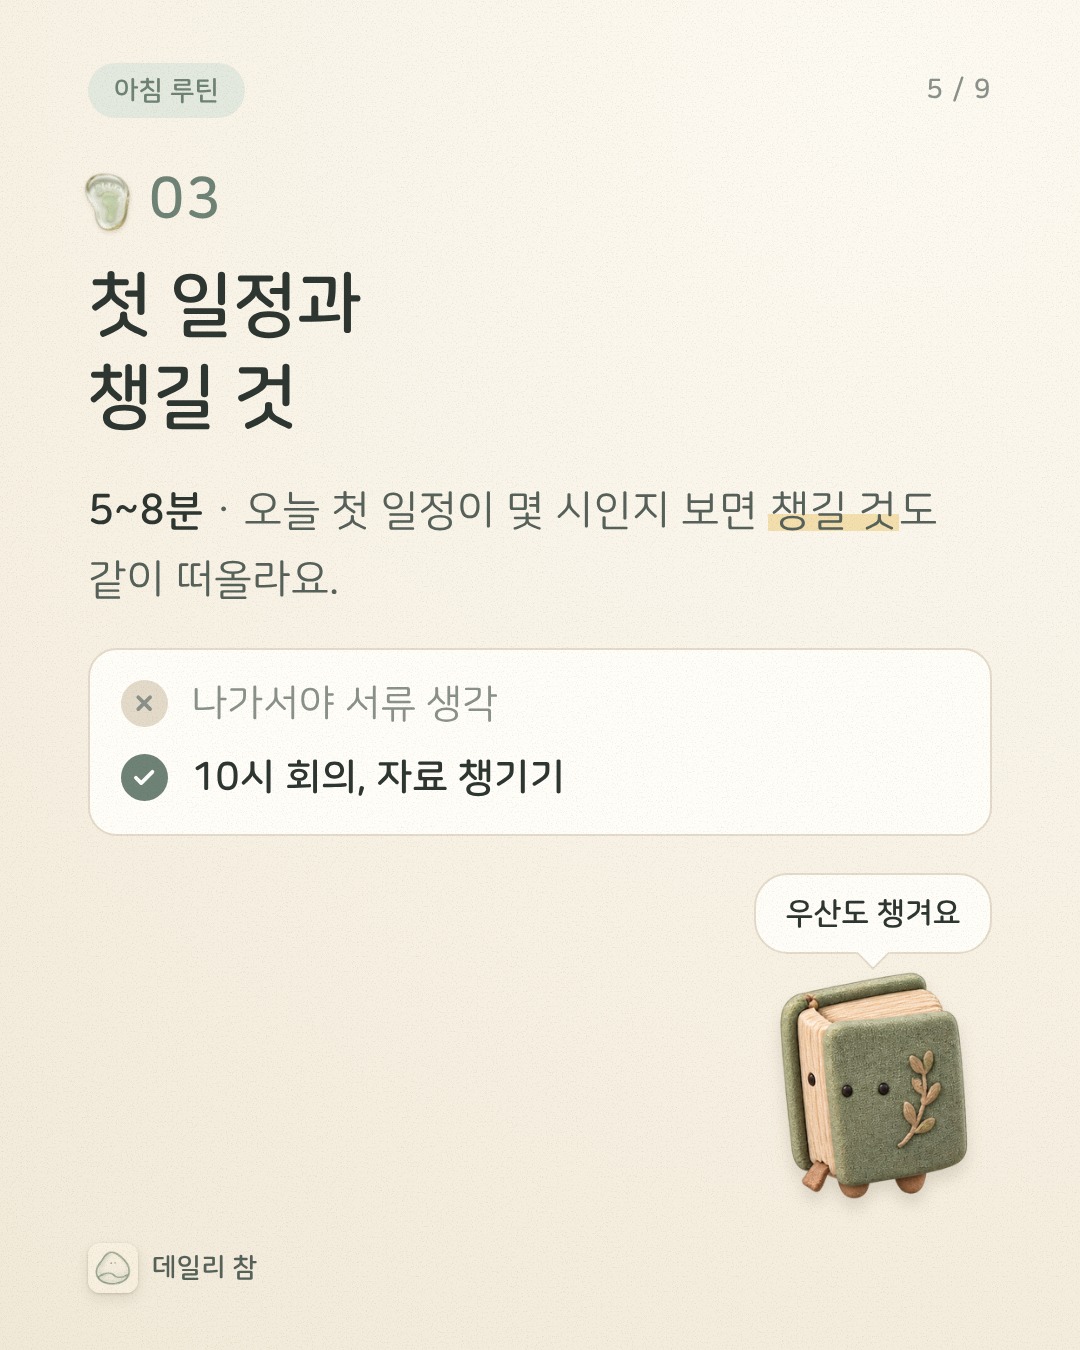 아침 루틴
5 / 9
03
첫 일정과
챙길 것
5~8분 · 오늘 첫 일정이 몇 시인지 보면 챙길 것도
같이 떠올라요.
나가서야 서류 생각
10시 회의, 자료 챙기기
우산도 챙겨요
데일리 참